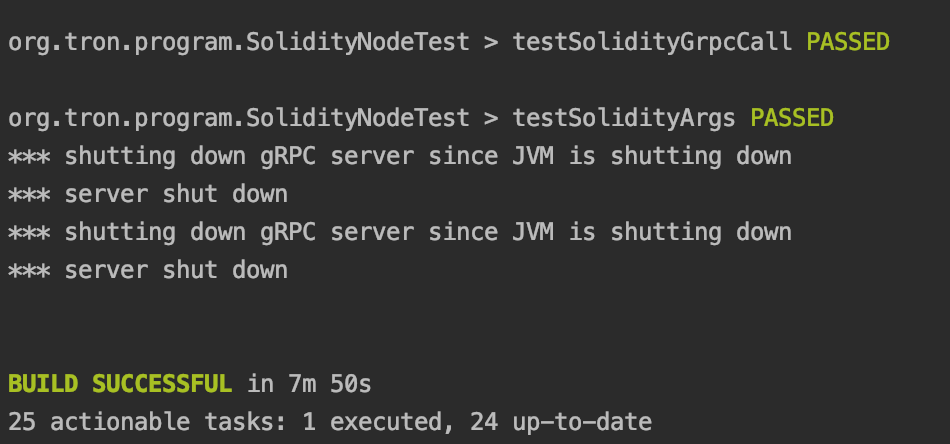 org.tron.program.SolidityNodeTest > testSolidityGrpcCall PASSED
org.tron.program.SolidityNodeTest > testSolidityArgs PASSED
*** shutting down gRPC server since JVM is shutting down
*** server shut down
*** shutting down gRPC server since JVM is shutting down
*** server shut down
BUILD SUCCESSFUL in 7m 50s
25 actionable tasks: 1 executed, 24 up-to-date